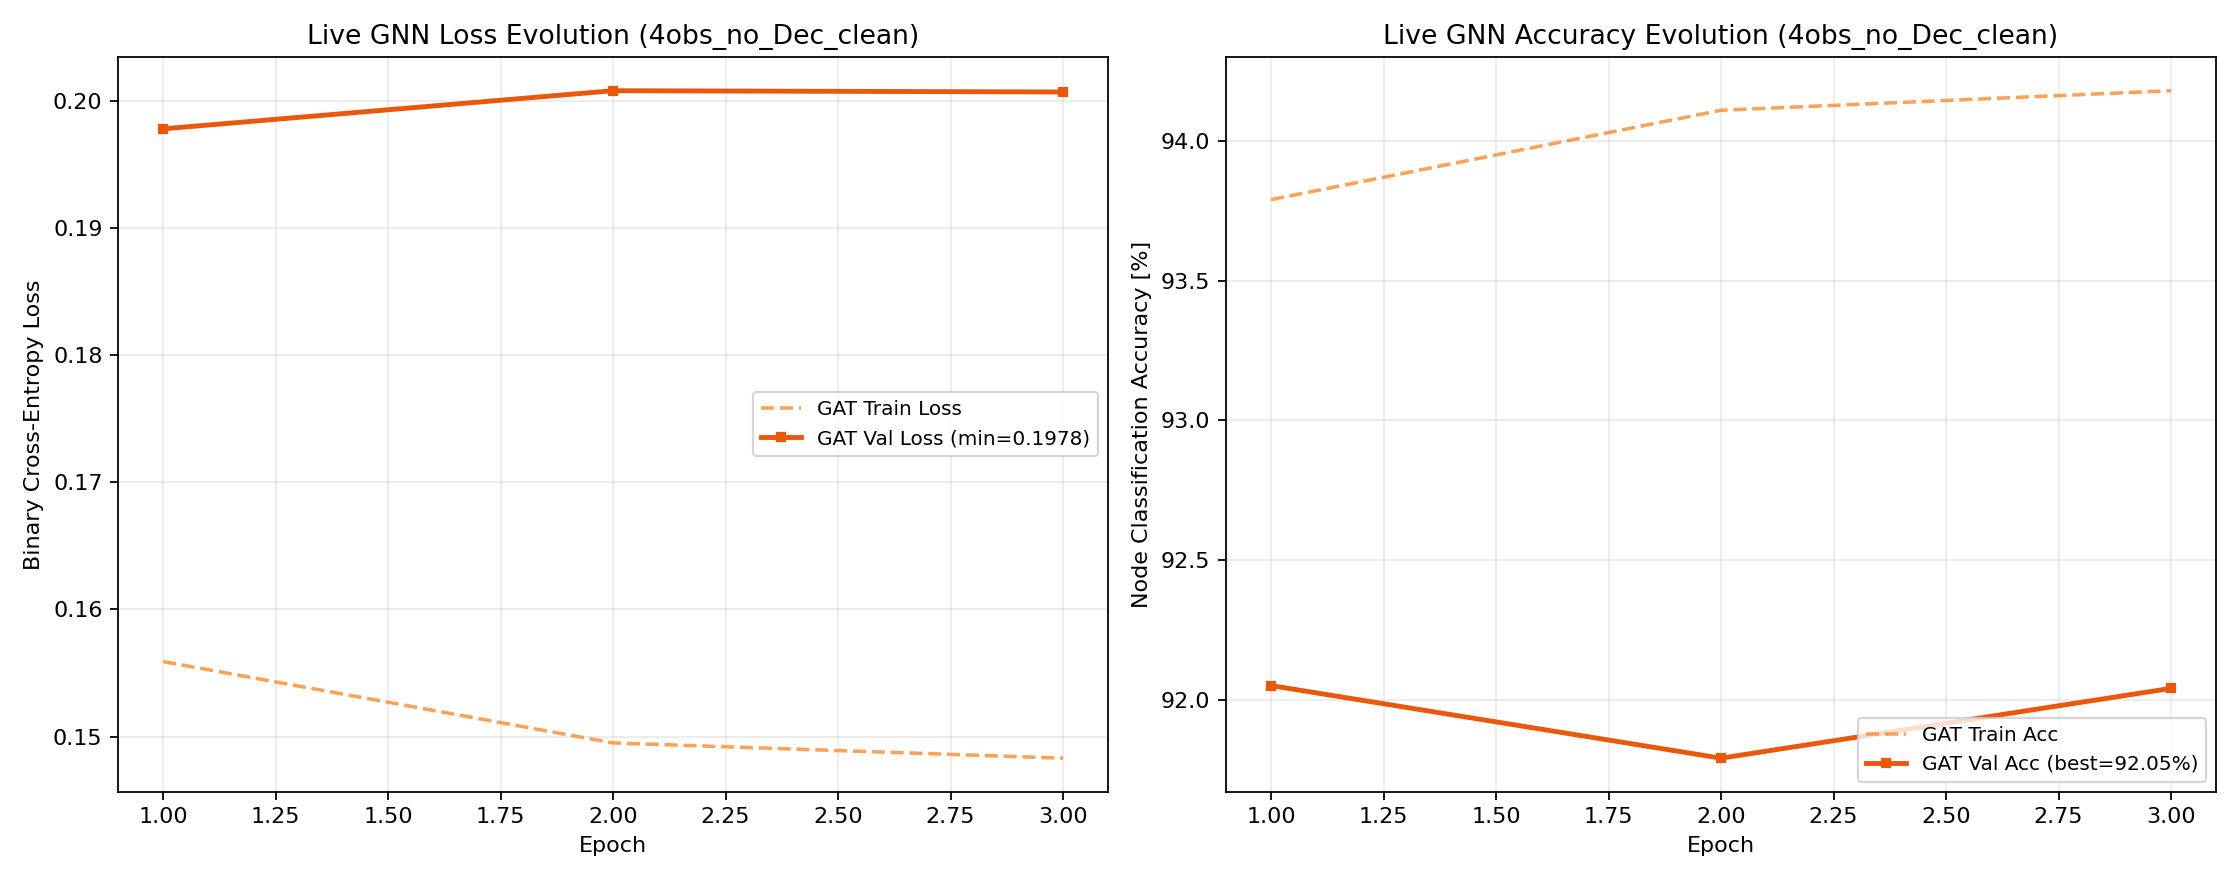 Live GNN Loss Evolution (4obs_no_Dec_clean)
Binary Cross-Entropy Loss
0.20
0.19
0.18
0.17
0.16
0.15
GAT Train Loss
GAT Val Loss (min=0.1978)
1.00 1.25 1.50 1.75 2.00 2.25 2.50 2.75 3.00
Epoch
Live GNN Accuracy Evolution (4obs_no_Dec_clean)
Node Classification Accuracy [%]
94.0
93.5
93.0
92.5
92.0
GAT Train Acc
GAT Val Acc (best=92.05%)
1.00 1.25 1.50 1.75 2.00 2.25 2.50 2.75 3.00
Epoch